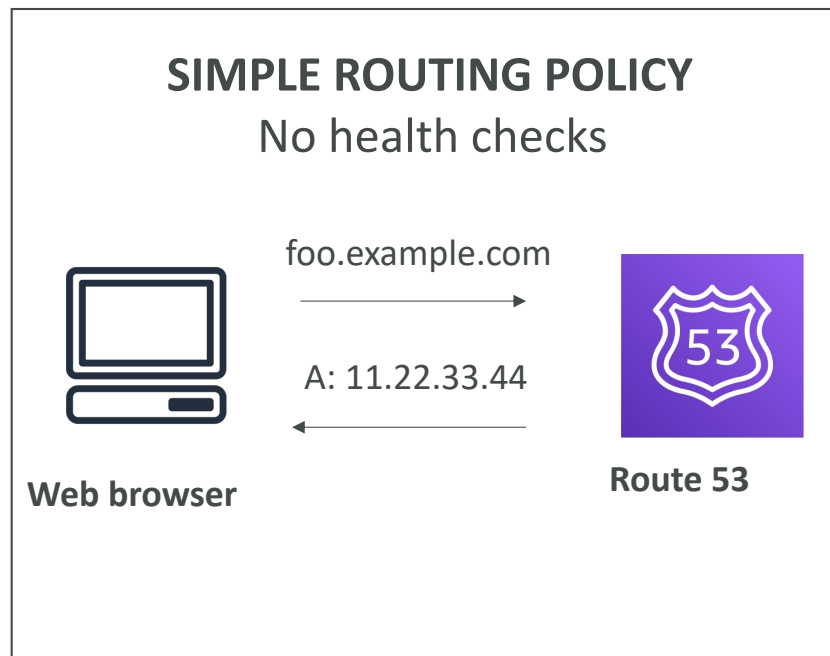 SIMPLE ROUTING POLICY
No health checks
foo.example.com
53
A: 11.22.33.44
Web browser
Route 53